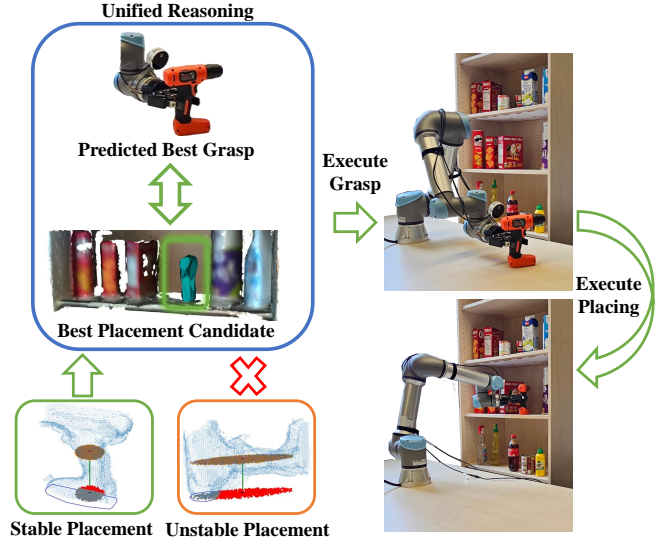 Unified Reasoning
Predicted Best Grasp
Best Placement Candidate
Execute
Grasp
Execute
Placing
Stable Placement
Unstable Placement